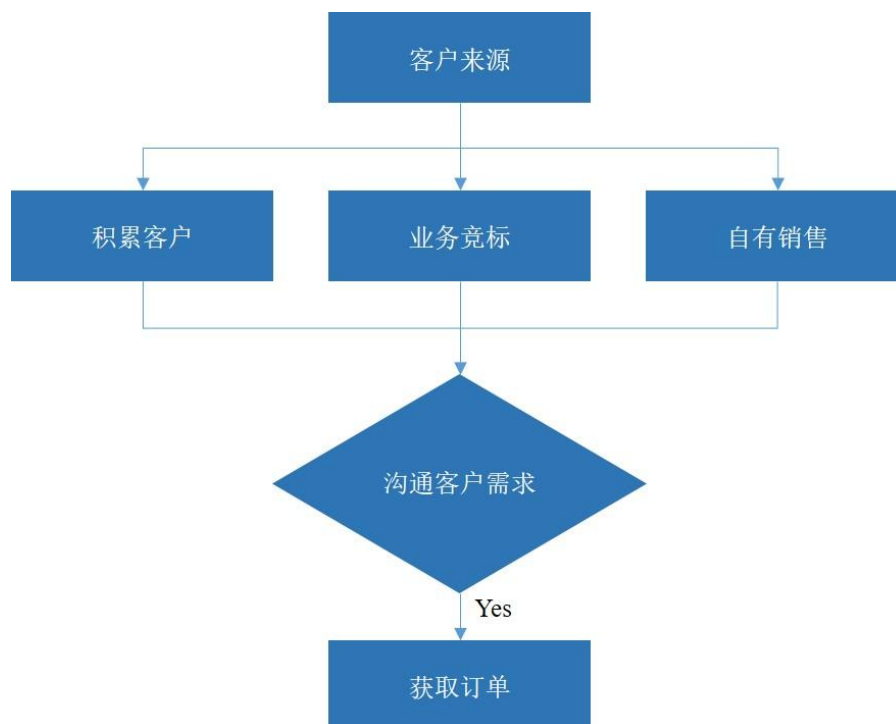 客户来源
积累客户
业务竞标
自有销售
沟通客户需求
Yes
获取订单